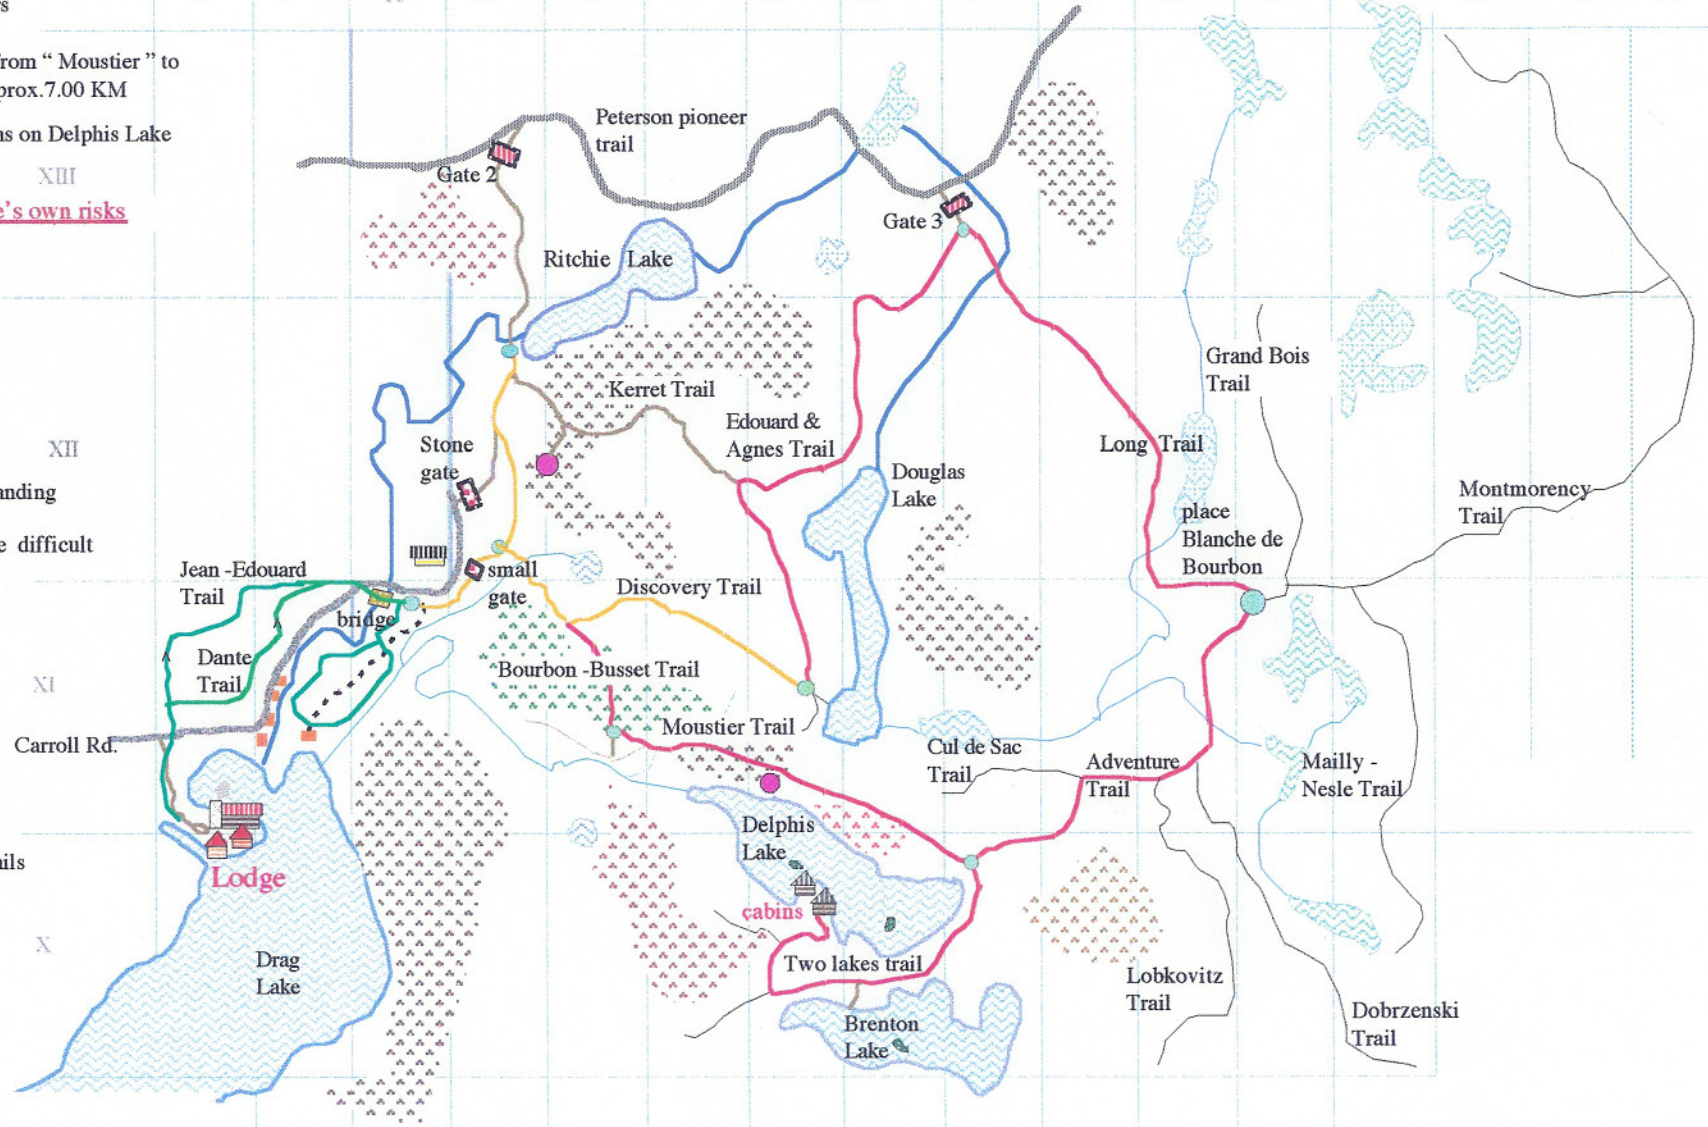 rs
from “ Moustier ” to
prox.7.00 KM
ns on Delphis Lake
XIII
e’s own risks
Peterson pioneer
trail
Gate 2
Gate 3
Ritchie Lake
Grand Bois
Trail
Kerret Trail
Edouard &
Agnes Trail
Stone
gate
XII
Long Trail
Douglas
Lake
anding
Montmorency
Trail
place
Blanche de
Bourbon
e difficult
Jean -Edouard
Trail
small
gate
Discovery Trail
bridge
Dante
Trail
Bourbon -Busset Trail
XI
Moustier Trail
Carroll Rd.
Cul de Sac
Trail
Adventure
Trail
Mailly -
Nesle Trail
Delphis
Lake
ails
Lodge
cabins
X
Drag
Lake
Two lakes trail
Lobkovitz
Trail
Brenton
Lake
Dobrzenski
Trail